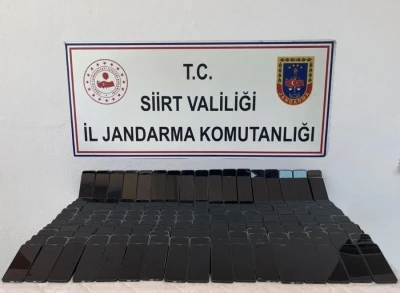 T.C.
SİİRT VALİLİĞİ
İL JANDARMA KOMUTANLIĞI